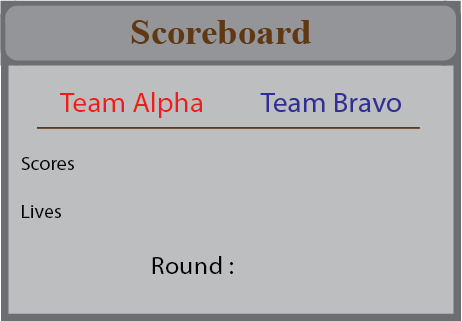 Scoreboard
Team Alpha Team Bravo
Scores
Lives
Round :